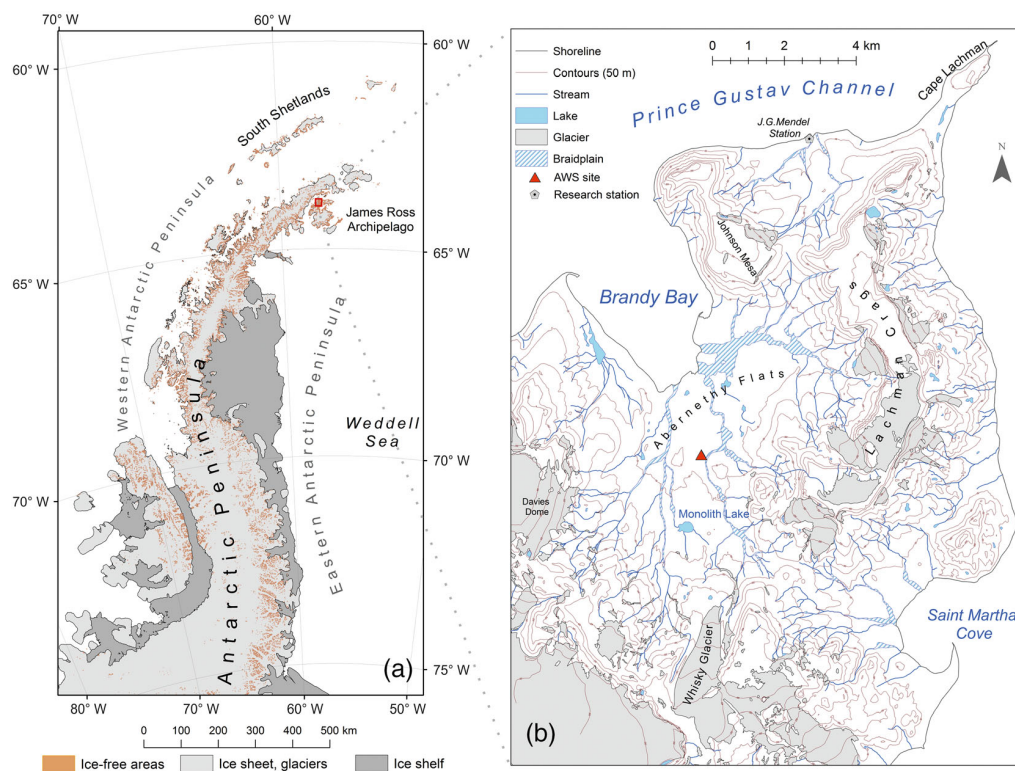 70° W
60° W
60° W
60° W
65° W
65° W
70° W
70° W
75° W
80° W
70° W
60° W
50° W
South Shetlands
James Ross
Archipelago
Western Antarctic Peninsula
Antarctic Peninsula
Eastern Antarctic Peninsula
Weddell
Sea
(a)
0 100 200 300 400 500 km
Ice-free areas
Ice sheet, glaciers
Ice shelf
Shoreline
Contours (50 m)
Stream
Lake
Glacier
Braidplain
AWS site
Research station
0 2 4 km
Cape Lachman
Prince Gustav Channel
J.G.Mendel
Station
N
Johnson Mesa
Brandy Bay
Lachman Crags
Abernethy Flats
Davies
Dome
Monolith Lake
Saint Martha
Cove
Whisky Glacier
(b)